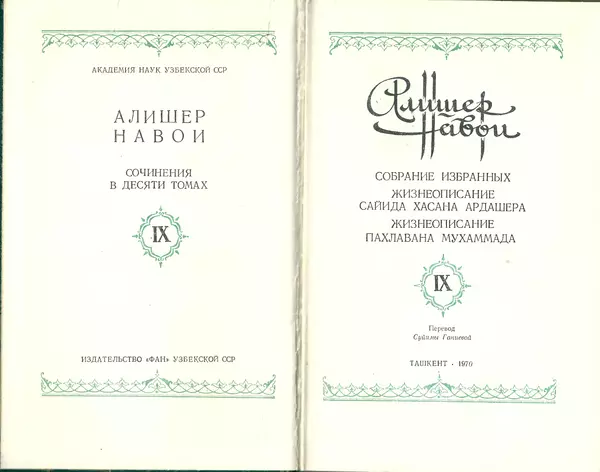 АКАДЕМИЯ НАУК УЗБЕКСКОЙ ССР
АЛИШЕР
НАВОИ
СОЧИНЕНИЯ
В ДЕСЯТИ ТОМАХ
IX
ИЗДАТЕЛЬСТВО «ФАН» УЗБЕКСКОЙ ССР
Алишер
Навои
СОБРАНИЕ ИЗБРАННЫХ
ЖИЗНЕОПИСАНИЕ
САЙИДА ХАСАНА АРДАШЕРА
ЖИЗНЕОПИСАНИЕ
ПАХЛАВАНА МУХАММАДА
IX
Перевод
Суймы Ганиевой
ТАШКЕНТ · 1970